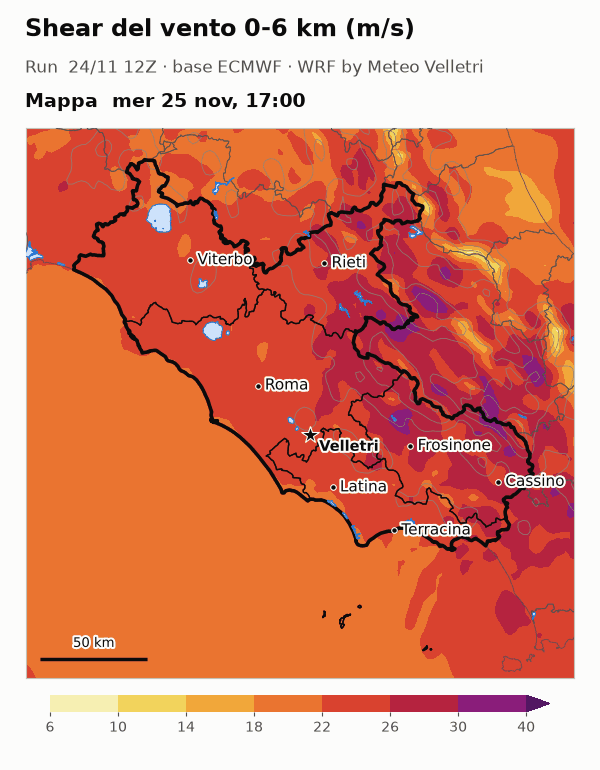 Shear del vento 0-6 km (m/s)
Run  24/11 12Z · base ECMWF · WRF by Meteo Velletri
Mappa  mer 25 nov, 17:00
Viterbo
Rieti
Roma
Velletri
Frosinone
Latina
Cassino
Terracina
50 km
6 10 14 18 22 26 30 40